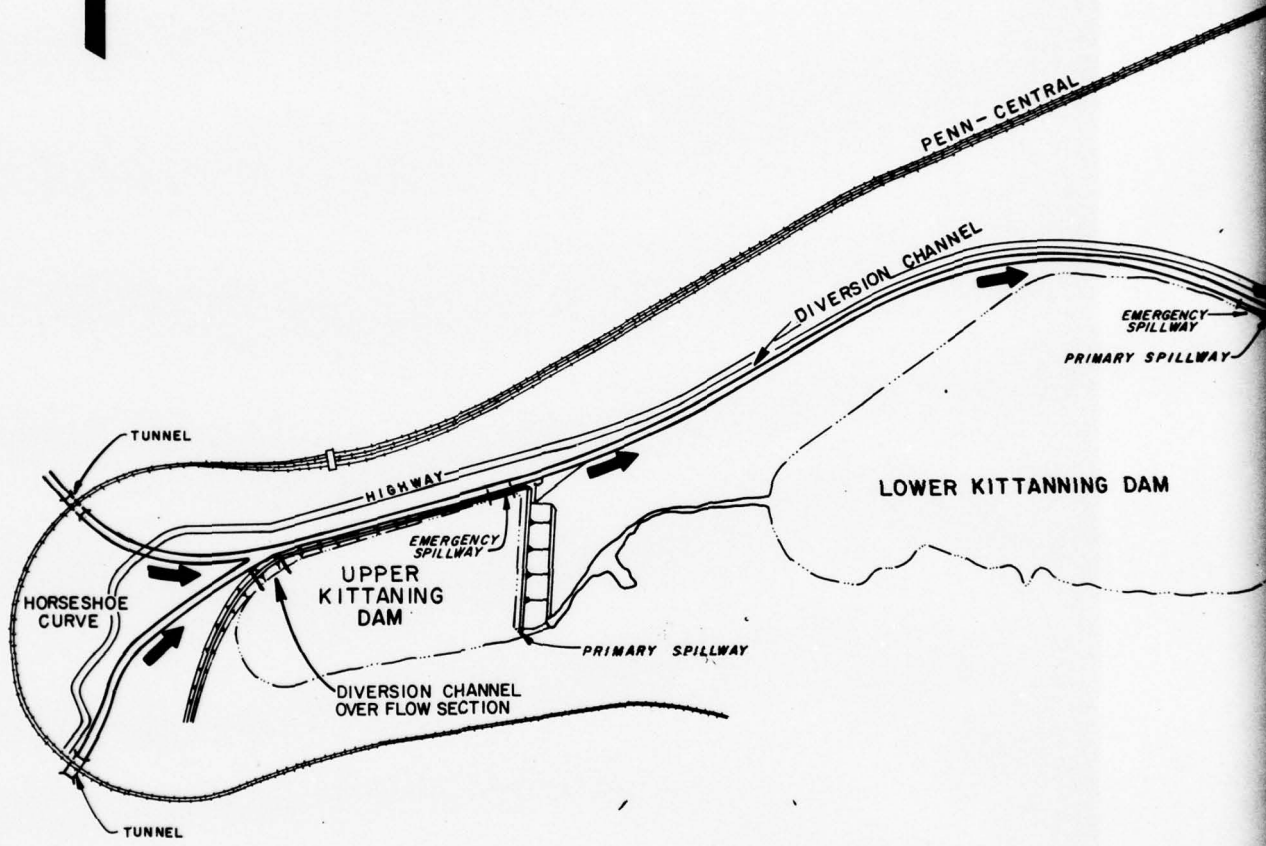 PENN-CENTRAL
DIVERSION CHANNEL
EMERGENCY
SPILLWAY
PRIMARY SPILLWAY
TUNNEL
HIGHWAY
LOWER KITTANNING DAM
EMERGENCY
SPILLWAY
UPPER
KITTANING
DAM
HORSESHOE
CURVE
PRIMARY SPILLWAY
DIVERSION CHANNEL
OVER FLOW SECTION
TUNNEL